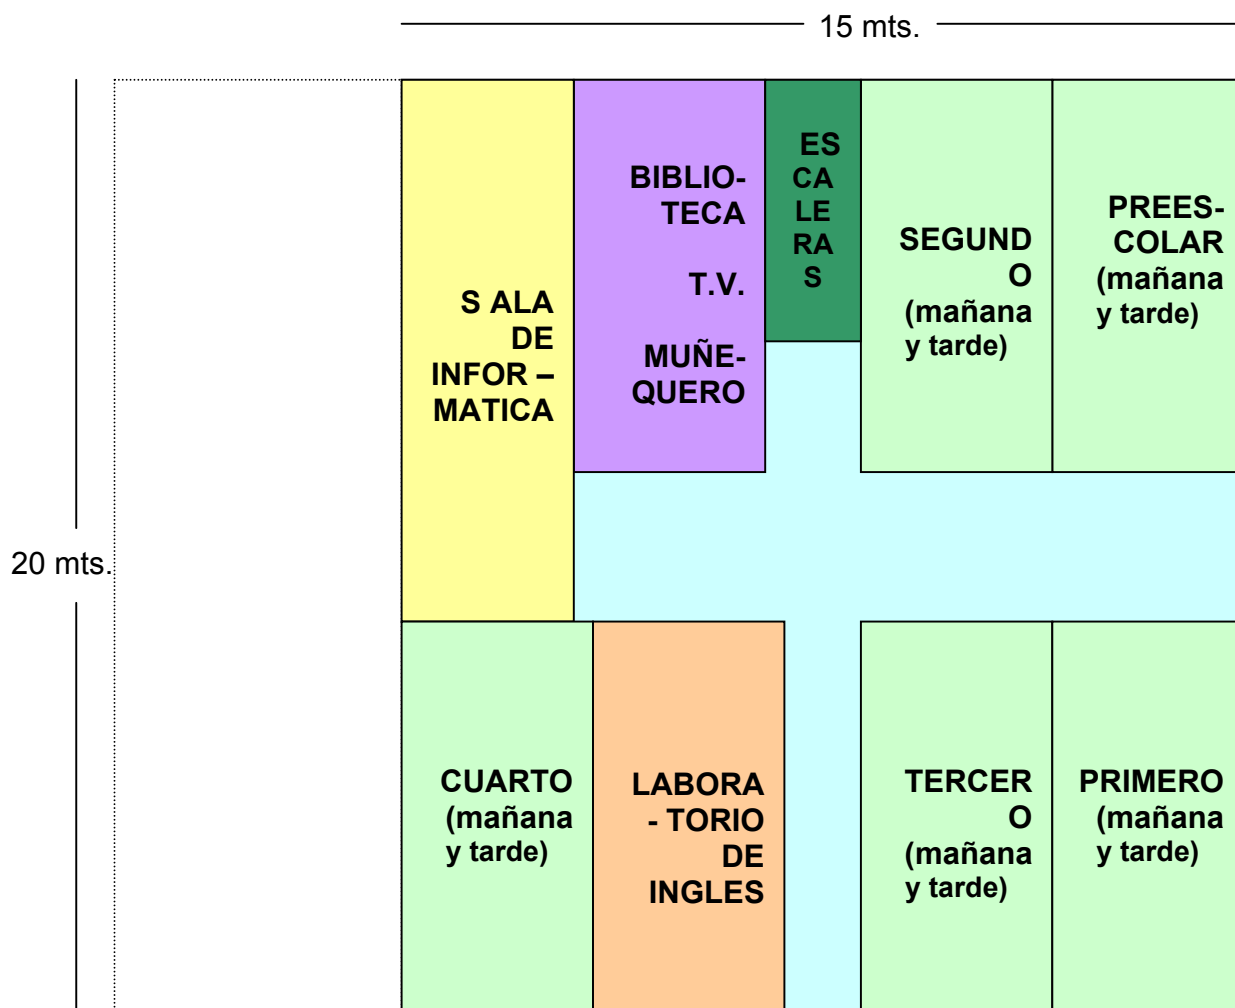 15 mts.
20 mts.
S ALA
DE
INFOR –
MATICA
BIBLIO-
TECA
T.V.
MUÑE-
QUERO
ES
CA
LE
RA
S
SEGUND
O
(mañana
y tarde)
PREES-
COLAR
(mañana
y tarde)
CUARTO
(mañana
y tarde)
LABORA
- TORIO
DE
INGLES
TERCER
O
(mañana
y tarde)
PRIMERO
(mañana
y tarde)